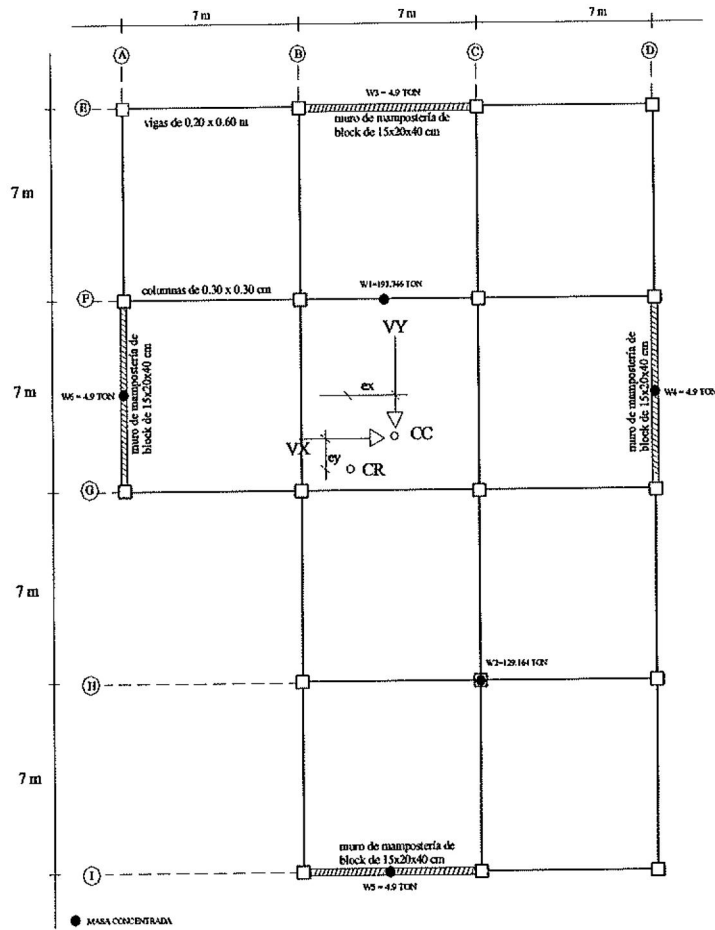 7 m 7 m 7 m
A B C D
W3 = 4.9 TON
E
vigas de 0.20 x 0.60 m
muro de mampostería de
block de 15x20x40 cm
7 m
columnas de 0.30 x 0.30 cm
F
VY
7 m
muro de mampostería de
block de 15x20x40 cm
W6 = 4.9 TON
ex
VX
ey
CC
CR
muro de mampostería de
block de 15x20x40 cm
W4 = 4.9 TON
G
7 m
W2=129.164 TON
H
7 m
muro de mampostería de
block de 15x20x40 cm
I
W5 = 4.9 TON
MASA CONCENTRADA